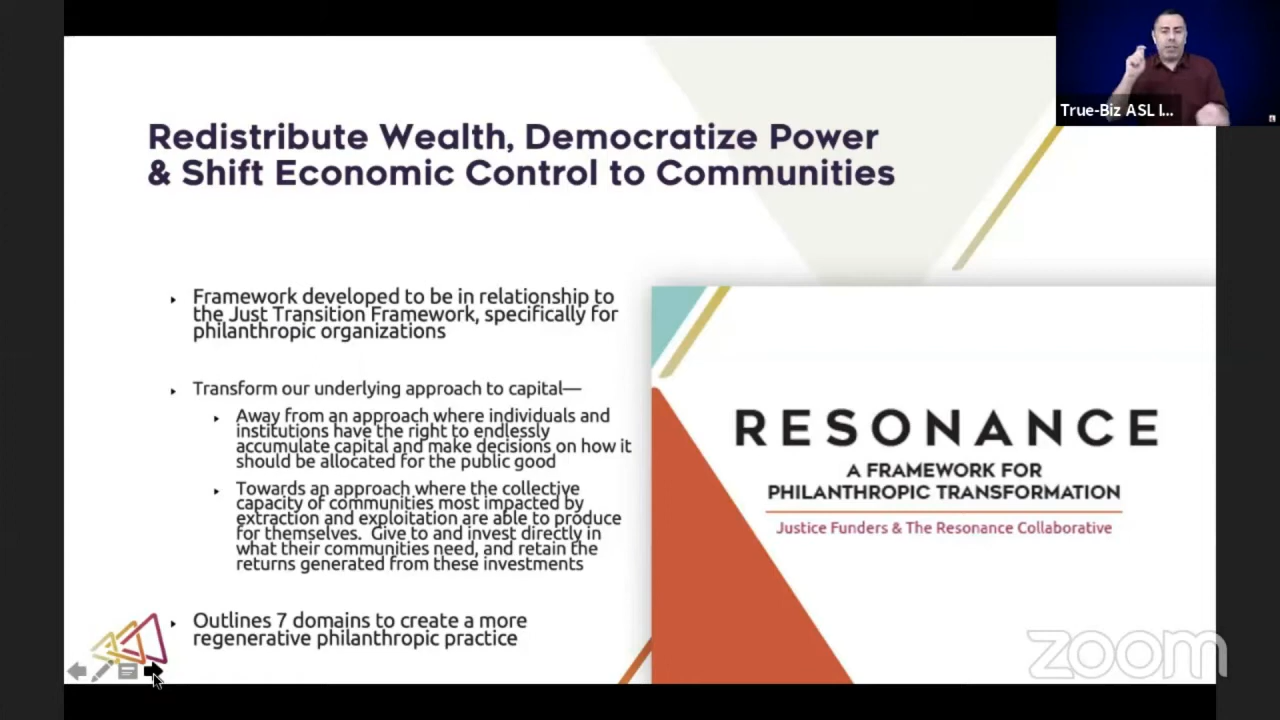 True-Biz ASL I...
Redistribute Wealth, Democratize Power
& Shift Economic Control to Communities
‣ Framework developed to be in relationship to
the Just Transition Framework, specifically for
philanthropic organizations
‣ Transform our underlying approach to capital—
‣ Away from an approach where individuals and
institutions have the right to endlessly
accumulate capital and make decisions on how it
should be allocated for the public good
‣ Towards an approach where the collective
capacity of communities most impacted by
extraction and exploitation are able to produce
for themselves. Give to and invest directly in
what their communities need, and retain the
returns generated from these investments
‣ Outlines 7 domains to create a more
regenerative philanthropic practice
RESONANCE
A FRAMEWORK FOR
PHILANTHROPIC TRANSFORMATION
Justice Funders & The Resonance Collaborative
zoom